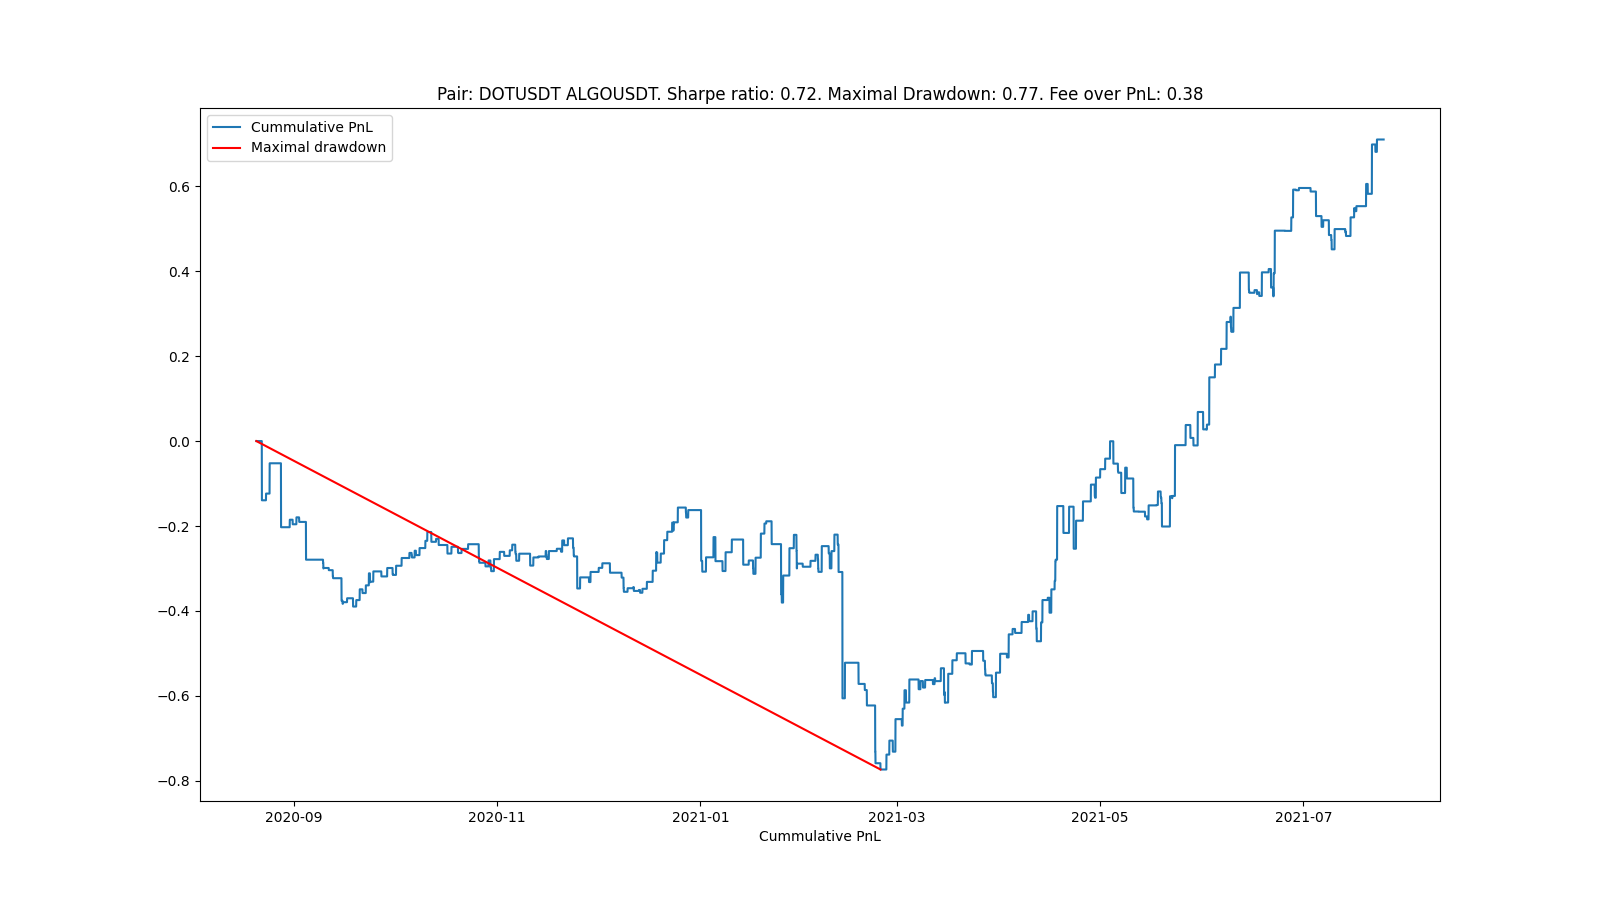 Pair: DOTUSDT ALGOUSDT. Sharpe ratio: 0.72. Maximal Drawdown: 0.77. Fee over PnL: 0.38
Cummulative PnL
Maximal drawdown
0.6
0.4
0.2
0.0
−0.2
−0.4
−0.6
−0.8
2020-09 2020-11 2021-01 2021-03 2021-05 2021-07
Cummulative PnL